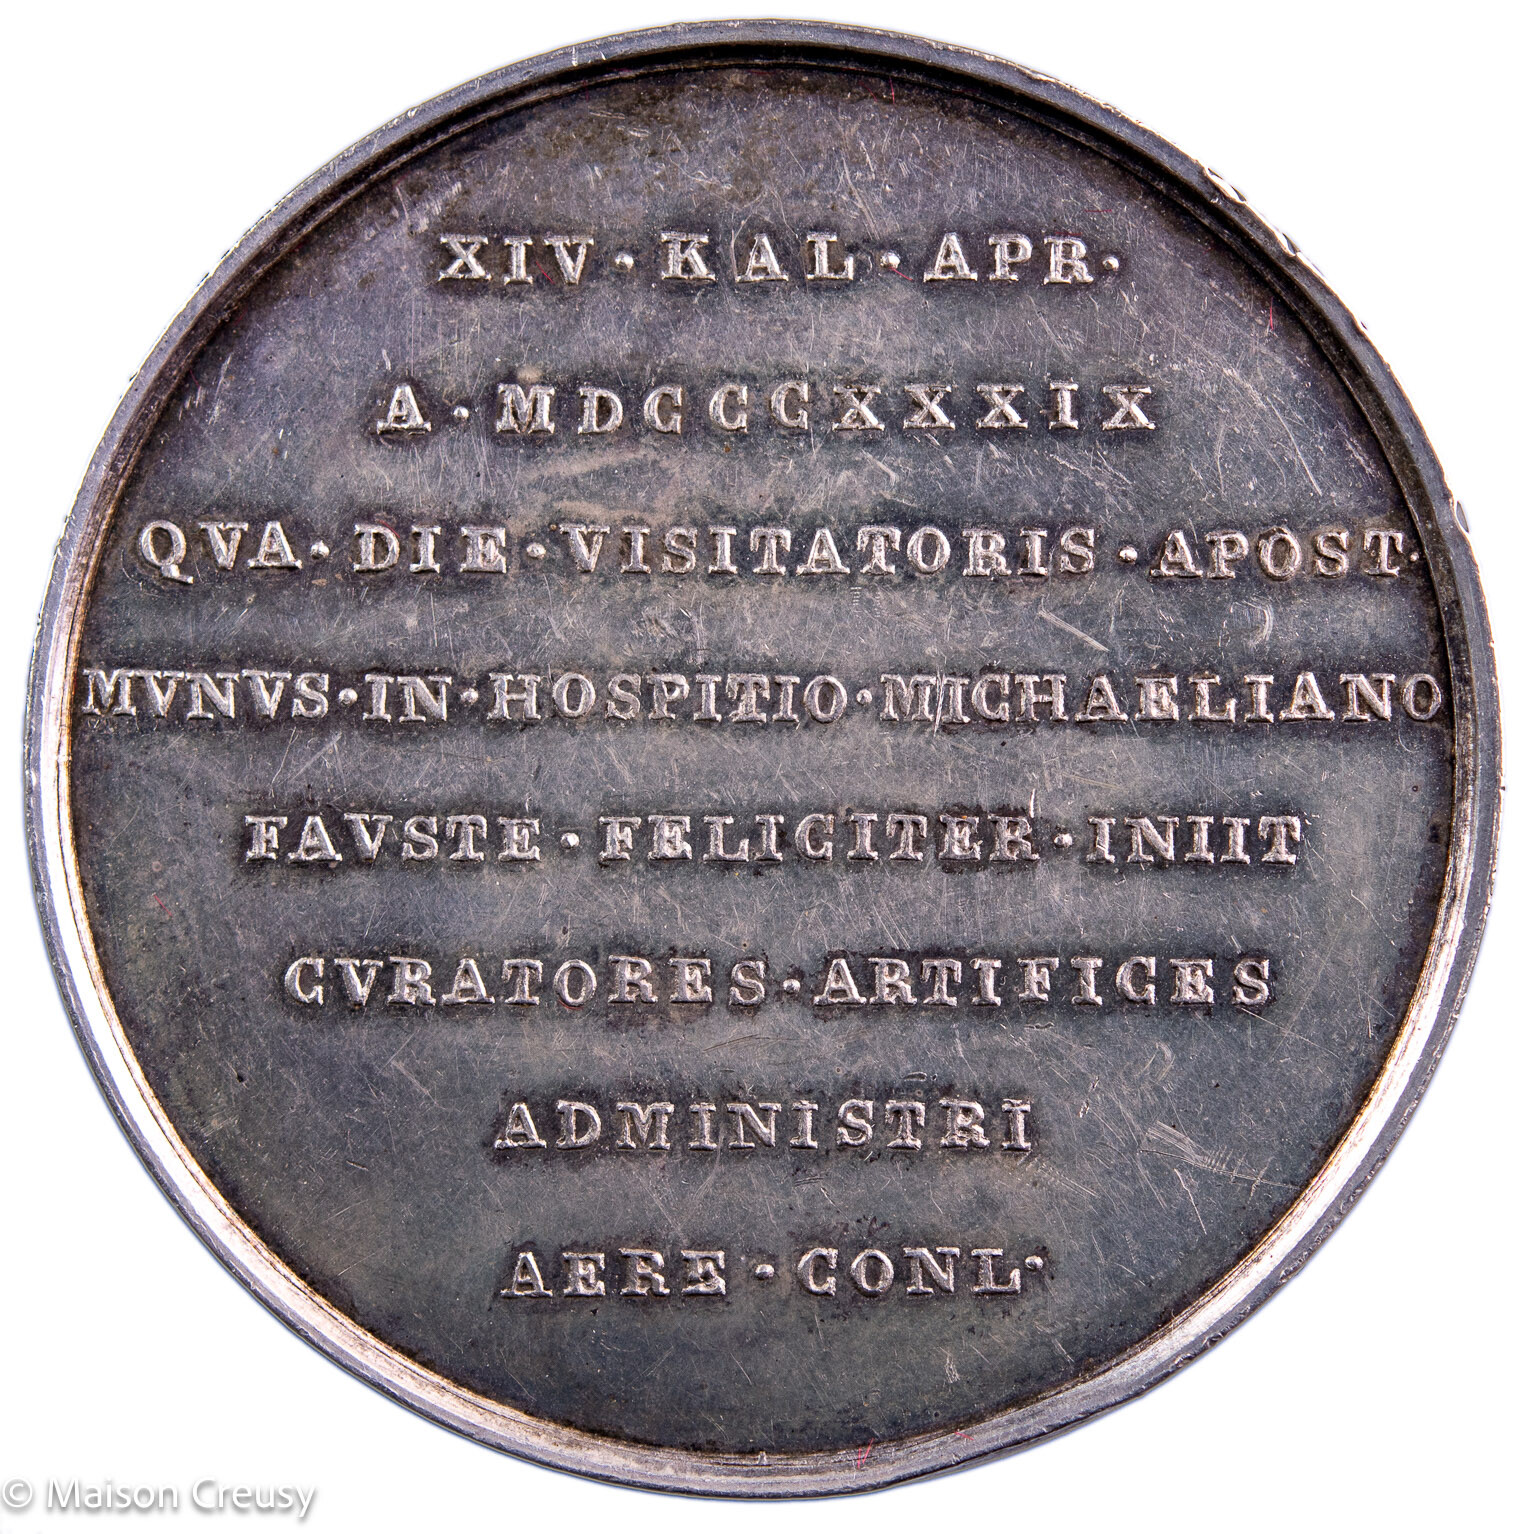 XIV · KAL · APR ·
A · MDCCCXXXIX
QVA · DIE · VISITATORIS · APOST ·
MVNVS · IN · HOSPITIO · MICHAELIANO
FAVSTE · FELICITER · INIIT
CVRATORES · ARTIFICES
ADMINISTRI
AERE · CONL ·
© Maison Creusy